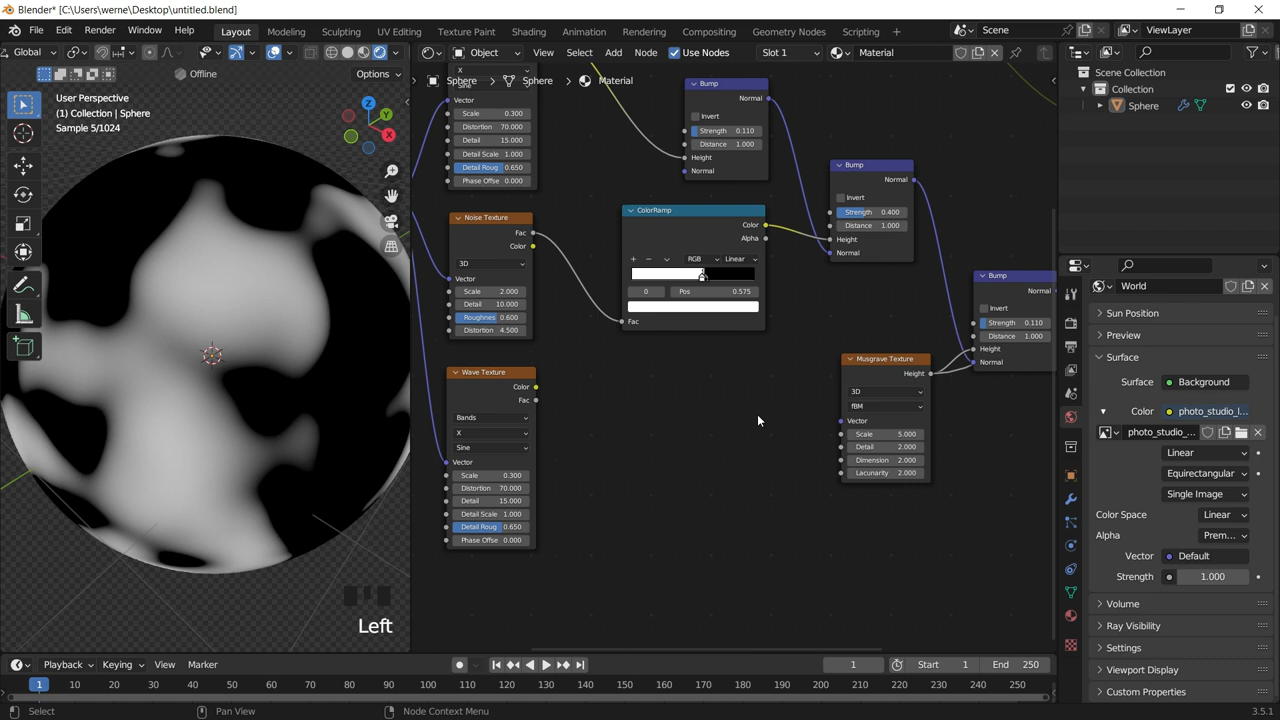 Blender* [C:\Users\werne\Desktop\untitled.blend]
File Edit Render Window Help Layout Modeling Sculpting UV Editing Texture Paint Shading Animation Rendering Compositing Geometry Nodes Scripting + Scene ViewLayer
Global Object View Select Add Node Use Nodes Slot 1 Material
Offline Options
Sphere > Sphere > Material
User Perspective
(1) Collection | Sphere
Sample 5/1024
Z
Y
X
X
Sine
Vector
Scale 0.300
Distortion 70.000
Detail 15.000
Detail Scale 1.000
Detail Roug 0.650
Phase Offse 0.000
Noise Texture
Fac
Color
3D
Vector
Scale 2.000
Detail 10.000
Roughnes 0.600
Distortion 4.500
Wave Texture
Color
Fac
Bands
X
Sine
Vector
Scale 0.300
Distortion 70.000
Detail 15.000
Detail Scale 1.000
Detail Roug 0.650
Phase Offse 0.000
ColorRamp
Color
Alpha
+ − RGB Linear
0 Pos 0.575
Fac
Bump
Normal
Invert
Strength 0.110
Distance 1.000
Height
Normal
Bump
Normal
Invert
Strength 0.400
Distance 1.000
Height
Normal
Bump
Normal
Invert
Strength 0.110
Distance 1.000
Height
Normal
Musgrave Texture
Height
3D
fBM
Vector
Scale 5.000
Detail 2.000
Dimension 2.000
Lacunarity 2.000
Left
Scene Collection
Collection
Sphere
World
Sun Position
Preview
Surface
Surface Background
Color photo_studio_l...
photo_studio_...
Linear
Equirectangular
Single Image
Color Space Linear
Alpha Prem...
Vector Default
Strength 1.000
Volume
Ray Visibility
Settings
Viewport Display
Custom Properties
Playback Keying View Marker 1 Start 1 End 250
1 10 20 30 40 50 60 70 80 90 100 110 120 130 140 150 160 170 180 190 200 210 220 230 240 250
Select Pan View Node Context Menu 3.5.1